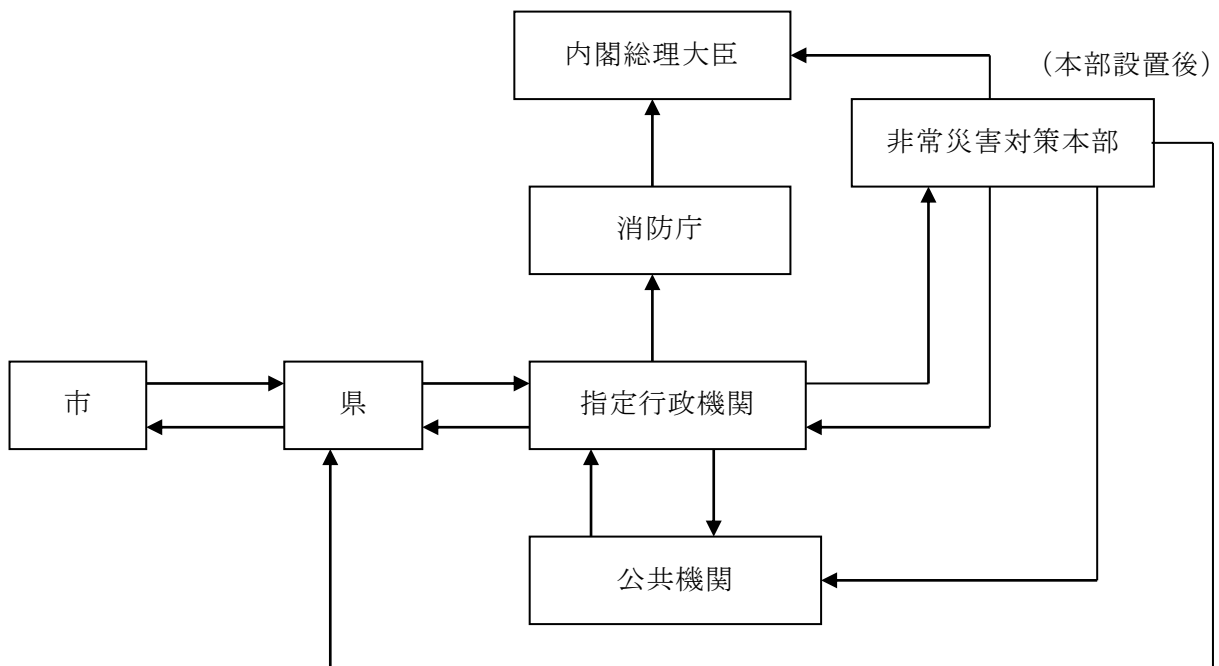 内閣総理大臣
（本部設置後）
非常災害対策本部
消防庁
市
県
指定行政機関
公共機関